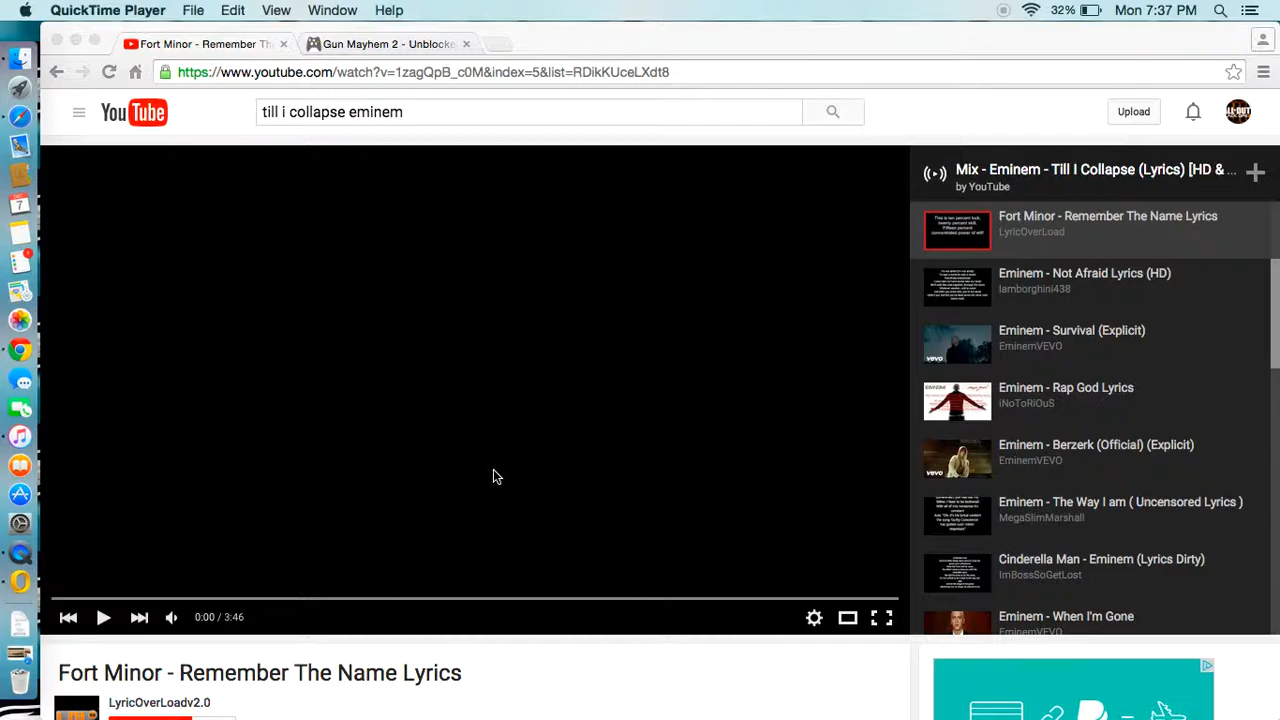 QuickTime Player File Edit View Window Help 32% Mon 7:37 PM
Fort Minor - Remember Th Gun Mayhem 2 - Unblocke
https://www.youtube.com/watch?v=1zagQpB_c0M&index=5&list=RDikKUceLXdt8
YouTube till i collapse eminem Upload
Mix - Eminem - Till I Collapse (Lyrics) [HD & ...
by YouTube
Fort Minor - Remember The Name Lyrics
LyricOverLoad
Eminem - Not Afraid Lyrics (HD)
lamborghini438
Eminem - Survival (Explicit)
EminemVEVO
Eminem - Rap God Lyrics
iNoToRiOuS
Eminem - Berzerk (Official) (Explicit)
EminemVEVO
Eminem - The Way I am ( Uncensored Lyrics )
MegaSlimMarshall
Cinderella Man - Eminem (Lyrics Dirty)
ImBossSoGetLost
Eminem - When I'm Gone
EminemVEVO
0:00 / 3:46
Fort Minor - Remember The Name Lyrics
LyricOverLoadv2.0